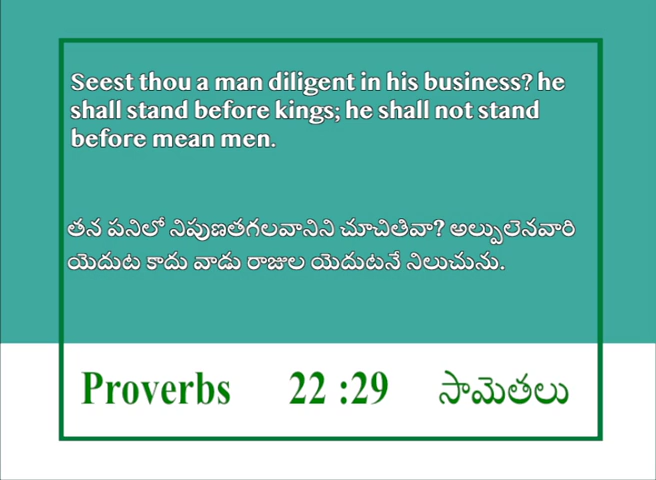 Seest thou a man diligent in his business? he
shall stand before kings; he shall not stand
before mean men.
తన పనిలో నిపుణతగలవానిని చూచితివా? అల్పులెనవారి
యెదుట కాదు వాడు రాజుల యెదుటనే నిలుచును.
Proverbs 22 :29 సామెతలు